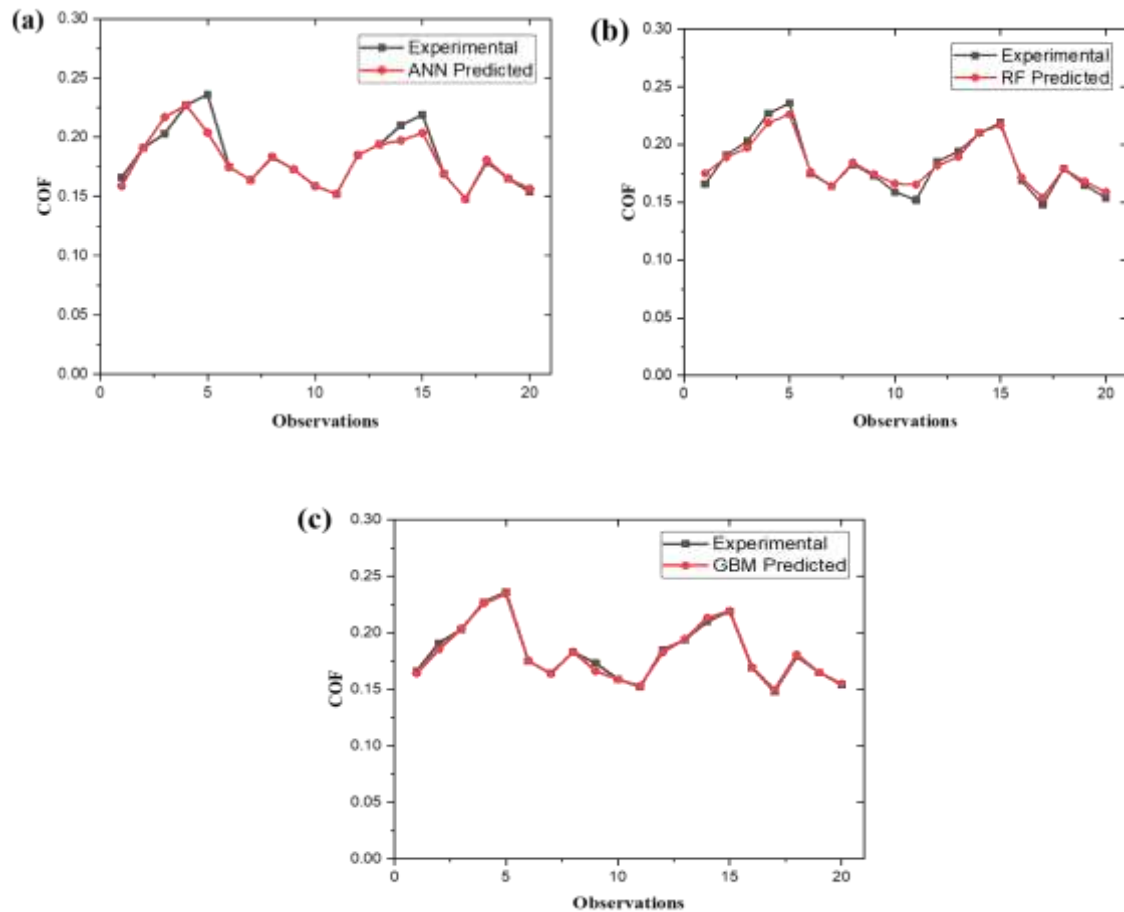 (a)
Experimental
ANN Predicted
0.30
0.25
0.20
0.15
0.10
0.05
0.00
COF
0 5 10 15 20
Observations
(b)
Experimental
RF Predicted
0.30
0.25
0.20
0.15
0.10
0.05
0.00
COF
0 5 10 15 20
Observations
(c)
Experimental
GBM Predicted
0.30
0.25
0.20
0.15
0.10
0.05
0.00
COF
0 5 10 15 20
Observations